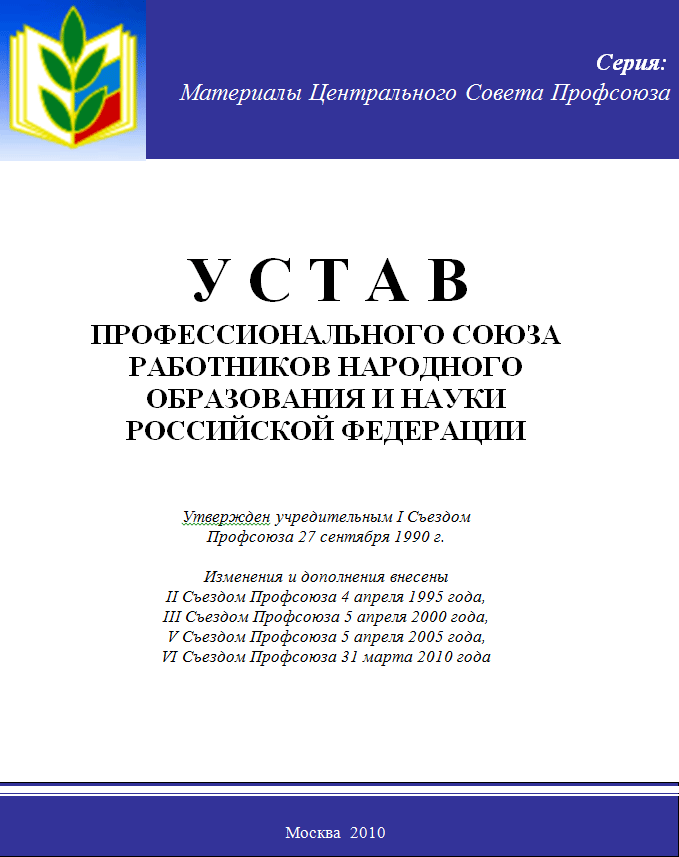 Серия:
Материалы Центрального Совета Профсоюза
У С Т А В
ПРОФЕССИОНАЛЬНОГО СОЮЗА
РАБОТНИКОВ НАРОДНОГО
ОБРАЗОВАНИЯ И НАУКИ
РОССИЙСКОЙ ФЕДЕРАЦИИ
Утвержден учредительным I Съездом
Профсоюза 27 сентября 1990 г.
Изменения и дополнения внесены
II Съездом Профсоюза 4 апреля 1995 года,
III Съездом Профсоюза 5 апреля 2000 года,
V Съездом Профсоюза 5 апреля 2005 года,
VI Съездом Профсоюза 31 марта 2010 года
Москва 2010